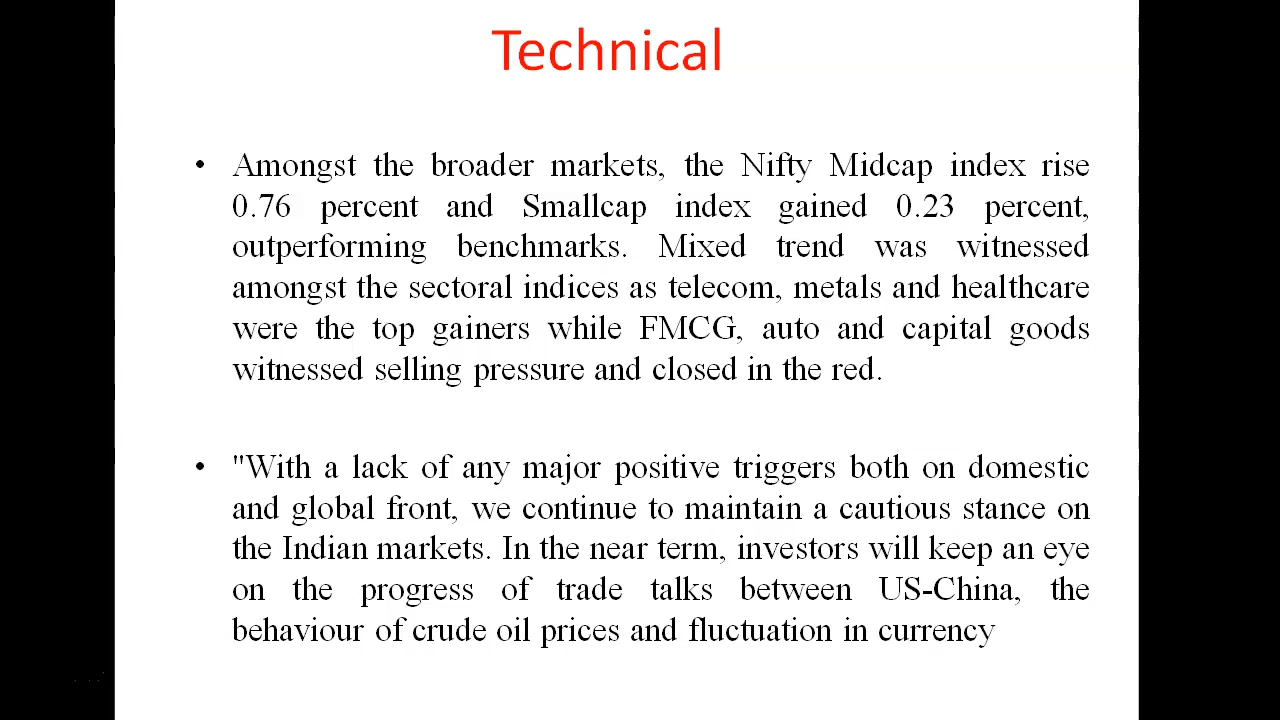 Technical
• Amongst the broader markets, the Nifty Midcap index rise
0.76 percent and Smallcap index gained 0.23 percent,
outperforming benchmarks. Mixed trend was witnessed
amongst the sectoral indices as telecom, metals and healthcare
were the top gainers while FMCG, auto and capital goods
witnessed selling pressure and closed in the red.
• "With a lack of any major positive triggers both on domestic
and global front, we continue to maintain a cautious stance on
the Indian markets. In the near term, investors will keep an eye
on the progress of trade talks between US-China, the
behaviour of crude oil prices and fluctuation in currency